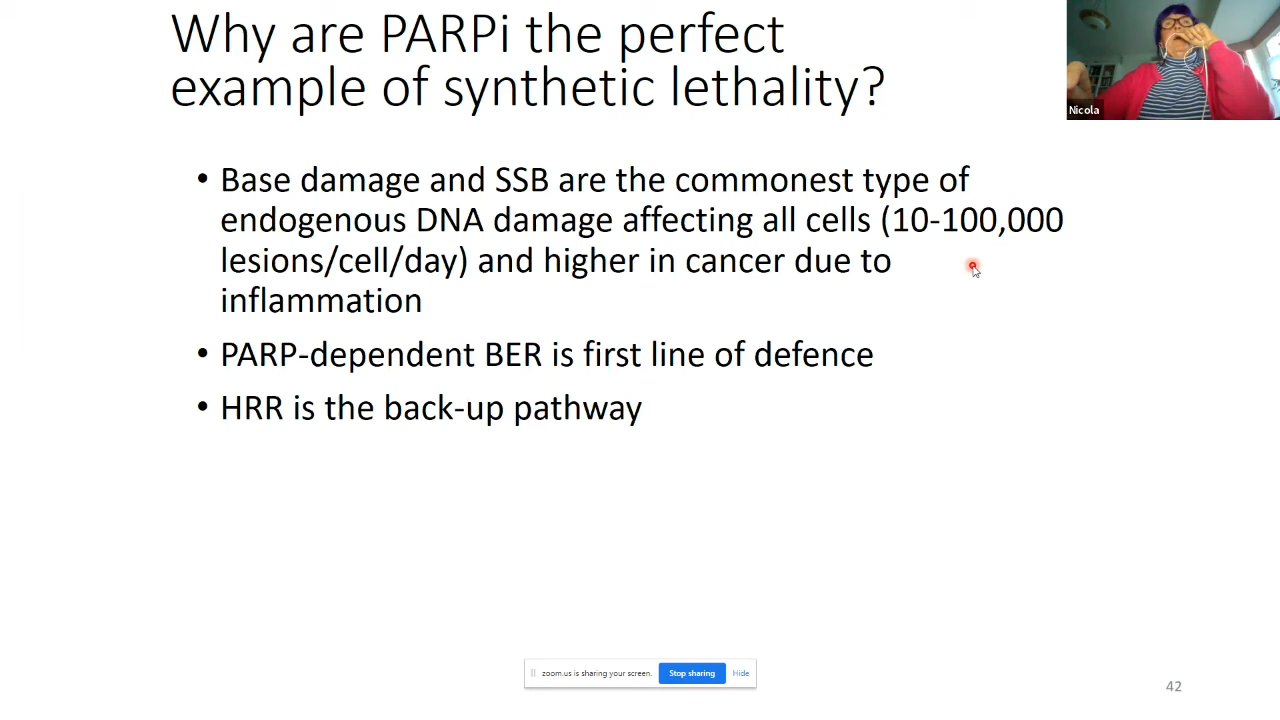 Why are PARPi the perfect
example of synthetic lethality?
Nicola
• Base damage and SSB are the commonest type of
endogenous DNA damage affecting all cells (10-100,000
lesions/cell/day) and higher in cancer due to
inflammation
• PARP-dependent BER is first line of defence
• HRR is the back-up pathway
zoom.us is sharing your screen. Stop sharing Hide
42